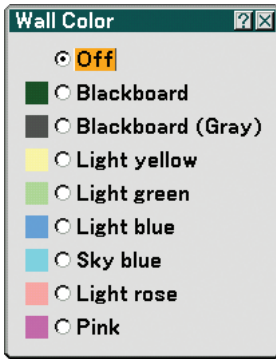 Wall Color
Off
Blackboard
Blackboard (Gray)
Light yellow
Light green
Light blue
Sky blue
Light rose
Pink